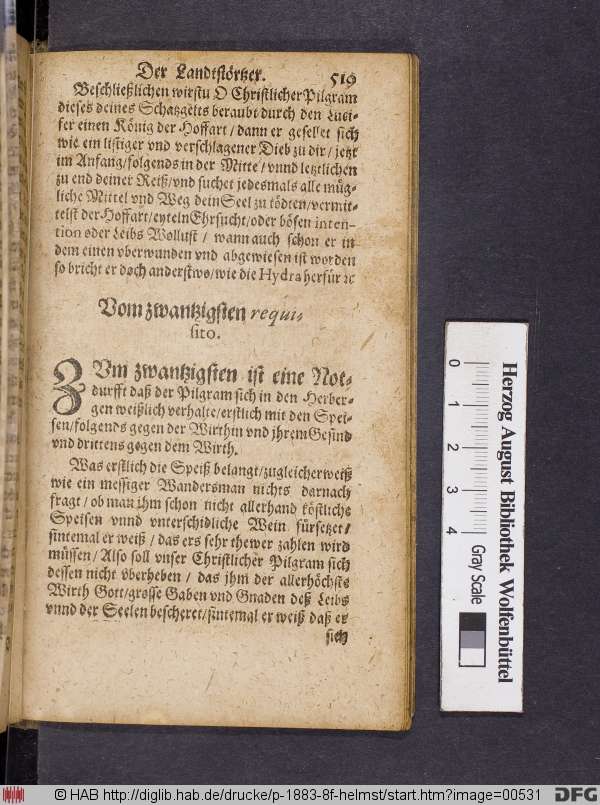 Der Landtstörtzer. 519
Beschließlichen wirstu O Christlicher Pilgram
dieses deines Schatzgelts beraubt durch den Luci-
fer einen König der Hoffart / dann er gesellet sich
wie ein listiger vnd verschlagener Dieb zu dir / jetzt
im Anfang / folgends in der Mitte / vnnd letztlichen
zu end deiner Reiß / vnd suchet jedesmals alle müg-
liche Mittel vnd Weg dein Seel zu tödten / vermit-
telst der Hoffart / eyteln Ehrsucht / oder bösen inten-
tion oder Leibs Wollust / wann auch schon er in
dem einen vberwunden vnd abgewiesen ist worden
so bricht er doch anderstwo / wie die Hydra herfür ꝛc
Vom zwantzigsten requi-
sito.
ZVm zwantzigsten ist eine Not-
durfft daß der Pilgram sich in den Herber-
gen weißlich verhalte / erstlich mit den Spei-
sen / folgends gegen der Wirthin vnd jhrem Gesind
vnd drittens gegen dem Wirth.
Was erstlich die Speiß belangt / zugleicherweiß
wie ein messiger Wandersman nichts darnach
fragt / ob man jhm schon nicht allerhand köstliche
Speisen vnnd vnterschidliche Wein fürsetzet /
sintemal er weiß / das ers sehr thewer zahlen wird
müssen / Also soll vnser Christlicher Pilgram sich
dessen nicht vberheben / das jhm der allerhöchste
Wirth Gott / grosse Gaben vnd Gnaden deß Leibs
vnnd der Seelen bescheret / sintemal er weiß daß er
sich
0 1 2 3 4 Gray Scale
Herzog August Bibliothek Wolfenbüttel
© HAB http://diglib.hab.de/drucke/p-1883-8f-helmst/start.htm?image=00531 DFG